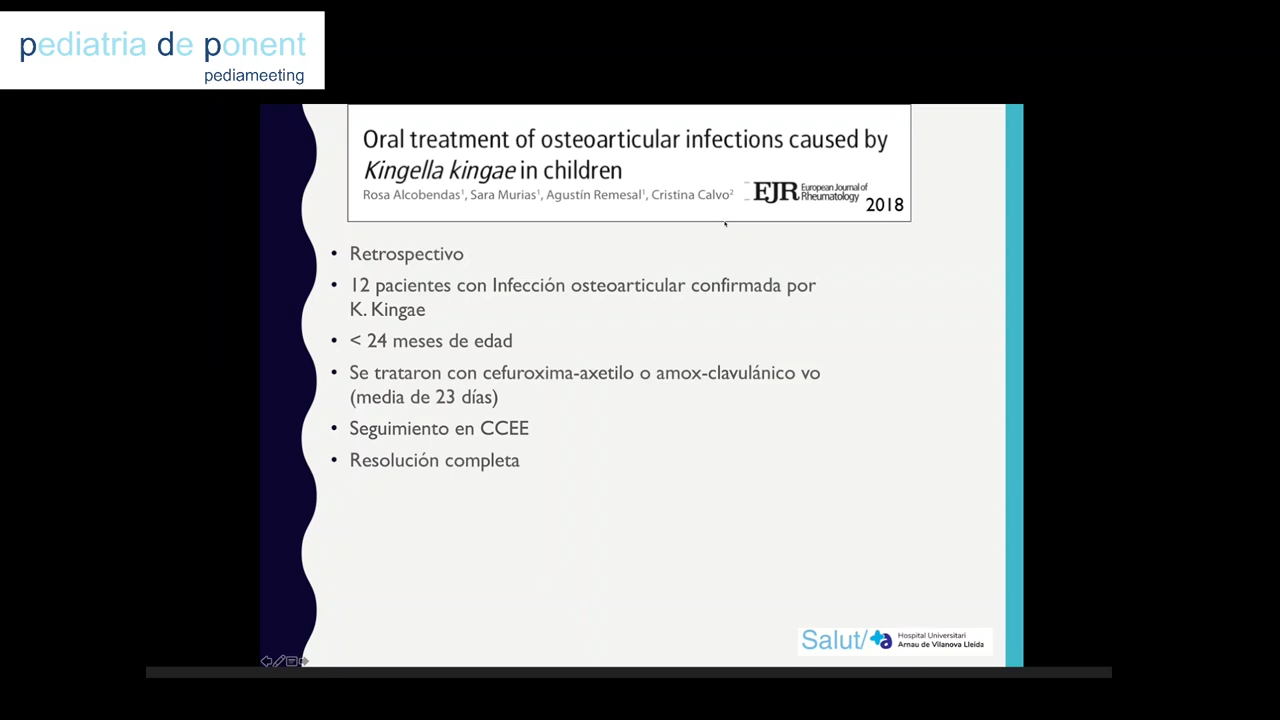 pediatria de ponent
pediameeting
Oral treatment of osteoarticular infections caused by
Kingella kingae in children
Rosa Alcobendas¹, Sara Murias¹, Agustín Remesal¹, Cristina Calvo²
EJR European Journal of
Rheumatology
2018
• Retrospectivo
• 12 pacientes con Infección osteoarticular confirmada por
K. Kingae
• < 24 meses de edad
• Se trataron con cefuroxima-axetilo o amox-clavulánico vo
(media de 23 días)
• Seguimiento en CCEE
• Resolución completa
Salut/ Hospital Universitari
Arnau de Vilanova Lleida